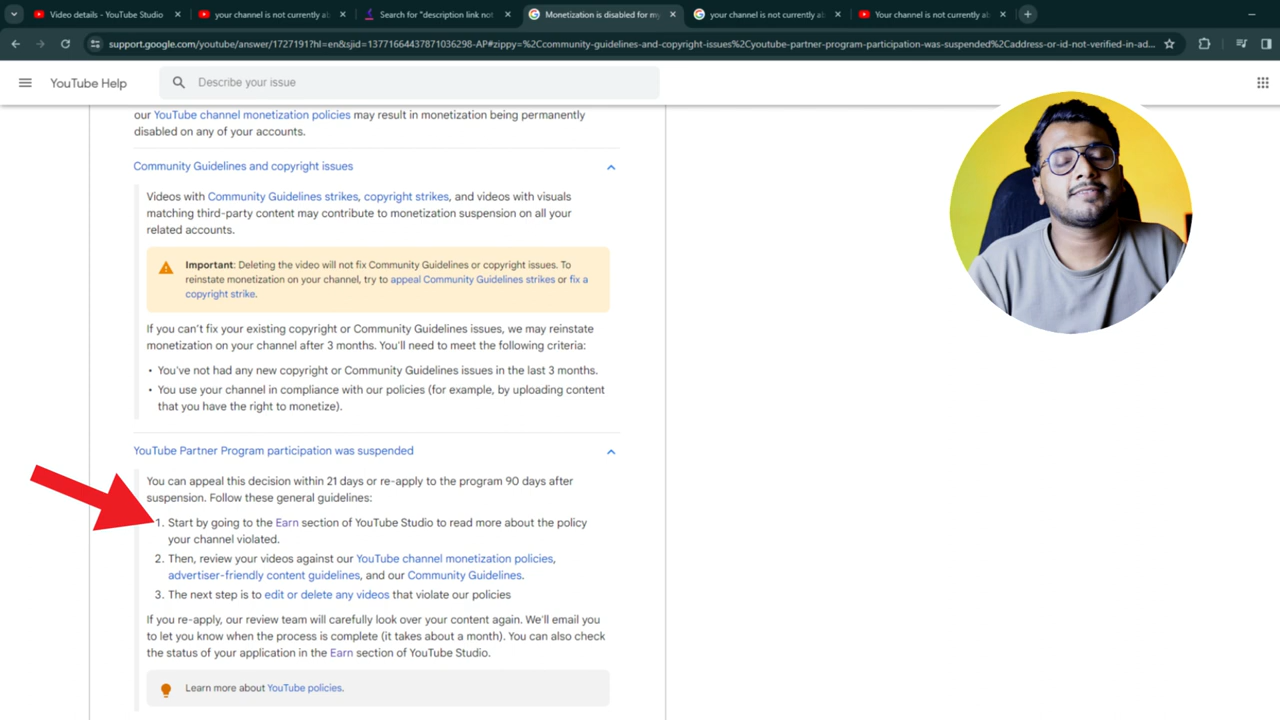 Video details - YouTube Studio
your channel is not currently ab
Search for "description link not
Monetization is disabled for my
your channel is not currently ab
Your channel is not currently ab
support.google.com/youtube/answer/1727191?hl=en&sjid=13771664437871036298-AP#zippy=%2Ccommunity-guidelines-and-copyright-issues%2Cyoutube-partner-program-participation-was-suspended%2Caddress-or-id-not-verified-in-ad...
YouTube Help
Describe your issue
our YouTube channel monetization policies may result in monetization being permanently
disabled on any of your accounts.
Community Guidelines and copyright issues
Videos with Community Guidelines strikes, copyright strikes, and videos with visuals
matching third-party content may contribute to monetization suspension on all your
related accounts.
Important: Deleting the video will not fix Community Guidelines or copyright issues. To
reinstate monetization on your channel, try to appeal Community Guidelines strikes or fix a
copyright strike.
If you can't fix your existing copyright or Community Guidelines issues, we may reinstate
monetization on your channel after 3 months. You'll need to meet the following criteria:
• You've not had any new copyright or Community Guidelines issues in the last 3 months.
• You use your channel in compliance with our policies (for example, by uploading content
that you have the right to monetize).
YouTube Partner Program participation was suspended
You can appeal this decision within 21 days or re-apply to the program 90 days after
suspension. Follow these general guidelines:
1. Start by going to the Earn section of YouTube Studio to read more about the policy
your channel violated.
2. Then, review your videos against our YouTube channel monetization policies,
advertiser-friendly content guidelines, and our Community Guidelines.
3. The next step is to edit or delete any videos that violate our policies
If you re-apply, our review team will carefully look over your content again. We'll email you
to let you know when the process is complete (it takes about a month). You can also check
the status of your application in the Earn section of YouTube Studio.
Learn more about YouTube policies.